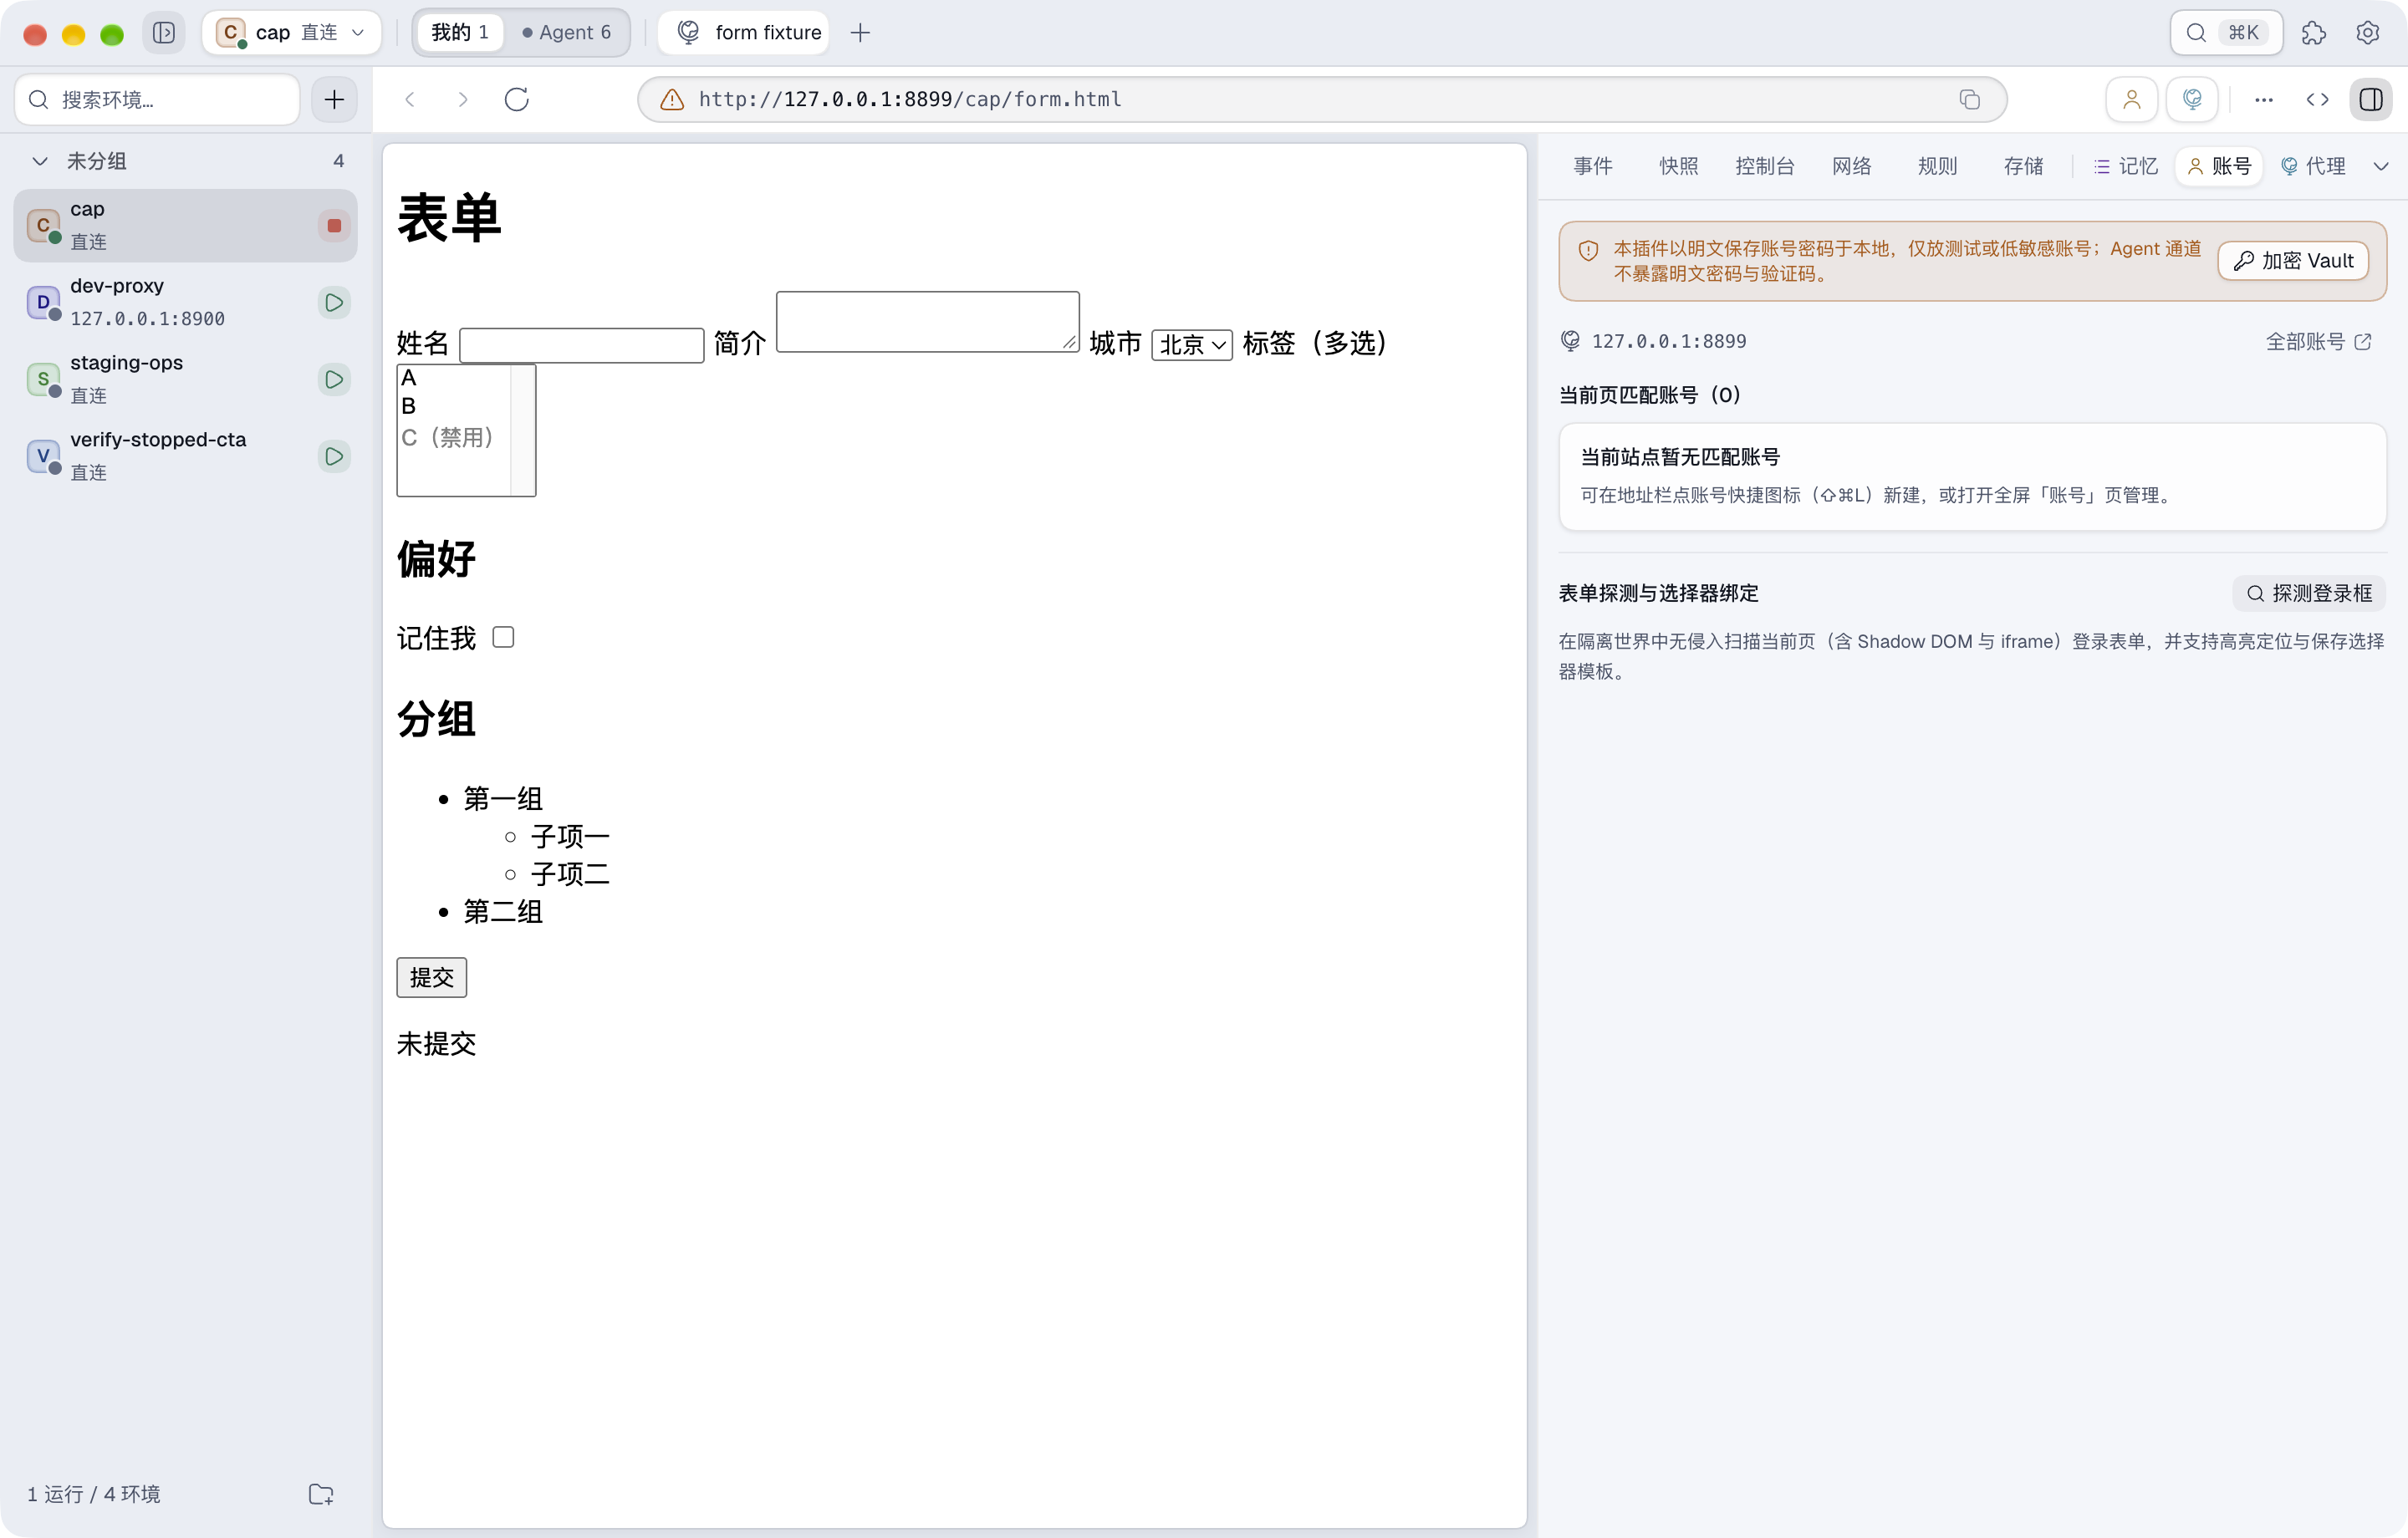 C cap 直连
我的 1
Agent 6
form fixture
⌘K
搜索环境...
http://127.0.0.1:8899/cap/form.html
未分组 4
C cap
直连
D dev-proxy
127.0.0.1:8900
S staging-ops
直连
V verify-stopped-cta
直连
1 运行 / 4 环境
表单
姓名 简介 城市 北京 标签（多选）
A
B
C（禁用）
偏好
记住我
分组
第一组
子项一
子项二
第二组
提交
未提交
事件 快照 控制台 网络 规则 存储 记忆 账号 代理
本插件以明文保存账号密码于本地，仅放测试或低敏感账号；Agent 通道
不暴露明文密码与验证码。
加密 Vault
127.0.0.1:8899
全部账号
当前页匹配账号（0）
当前站点暂无匹配账号
可在地址栏点账号快捷图标（⇧⌘L）新建，或打开全屏「账号」页管理。
表单探测与选择器绑定
探测登录框
在隔离世界中无侵入扫描当前页（含 Shadow DOM 与 iframe）登录表单，并支持高亮定位与保存选择
器模板。